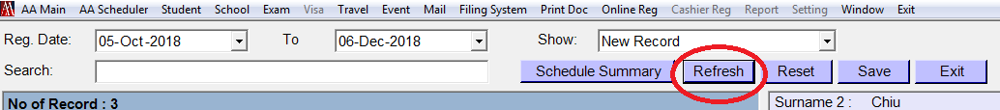 AA Main AA Scheduler Student School Exam Visa Travel Event Mail Filing System Print Doc Online Reg Cashier Reg Report Setting Window Exit
Reg. Date: 05-Oct-2018 To 06-Dec-2018 Show: New Record
Search: Schedule Summary Refresh Reset Save Exit
No of Record : 3 Surname 2 : Chiu